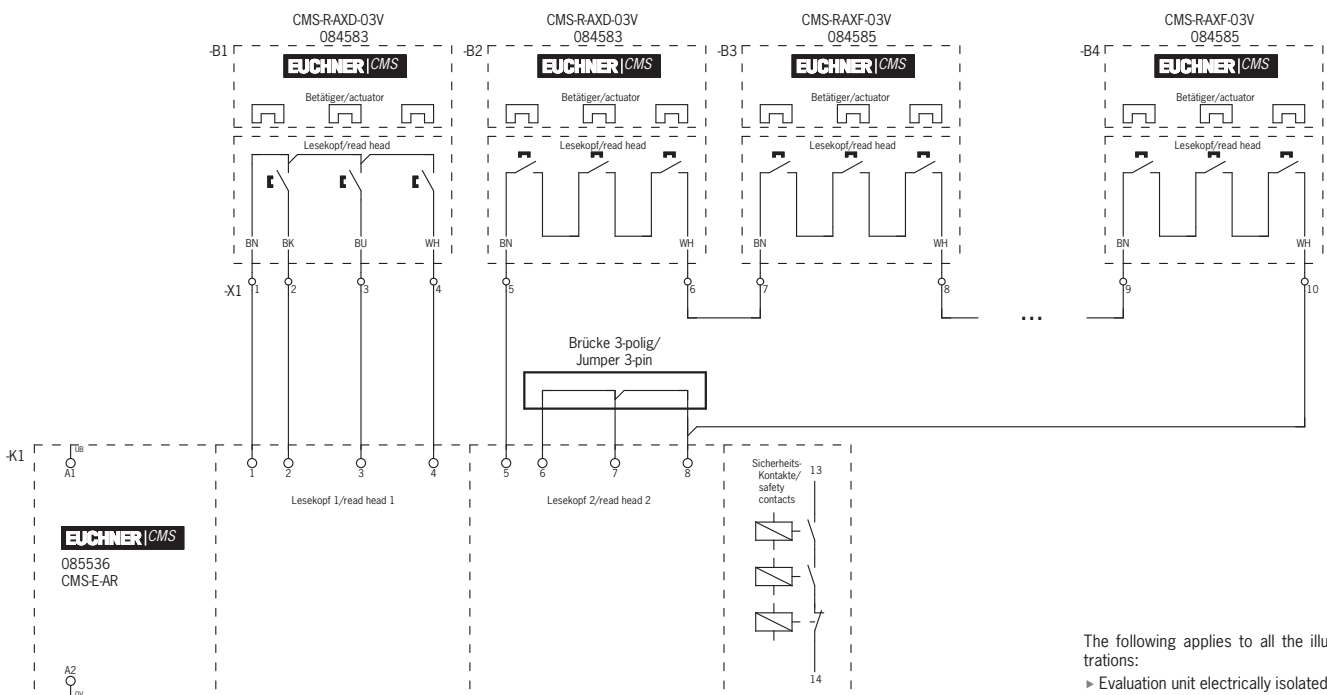 CMS-R-AXD-03V
084583
CMS-R-AXD-03V
084583
CMS-R-AXF-03V
084585
CMS-R-AXF-03V
084585
-B1
-B2
-B3
-B4
EUCHNER|CMS
EUCHNER|CMS
EUCHNER|CMS
EUCHNER|CMS
Betätiger/actuator
Betätiger/actuator
Betätiger/actuator
Betätiger/actuator
Lesekopf/read head
Lesekopf/read head
Lesekopf/read head
Lesekopf/read head
BN BK BU WH
BN WH
BN WH
BN WH
-X1 1 2 3 4 5 6 7 8 9 10
...
Brücke 3-polig/
Jumper 3-pin
-K1
UB
A1
1 2 3 4
5 6 7 8
Lesekopf 1/read head 1
Lesekopf 2/read head 2
Sicherheits-
Kontakte/
safety
contacts
13
EUCHNER|CMS
085536
CMS-E-AR
A2
0V
14
The following applies to all the illu
trations:
▸ Evaluation unit electrically isolated